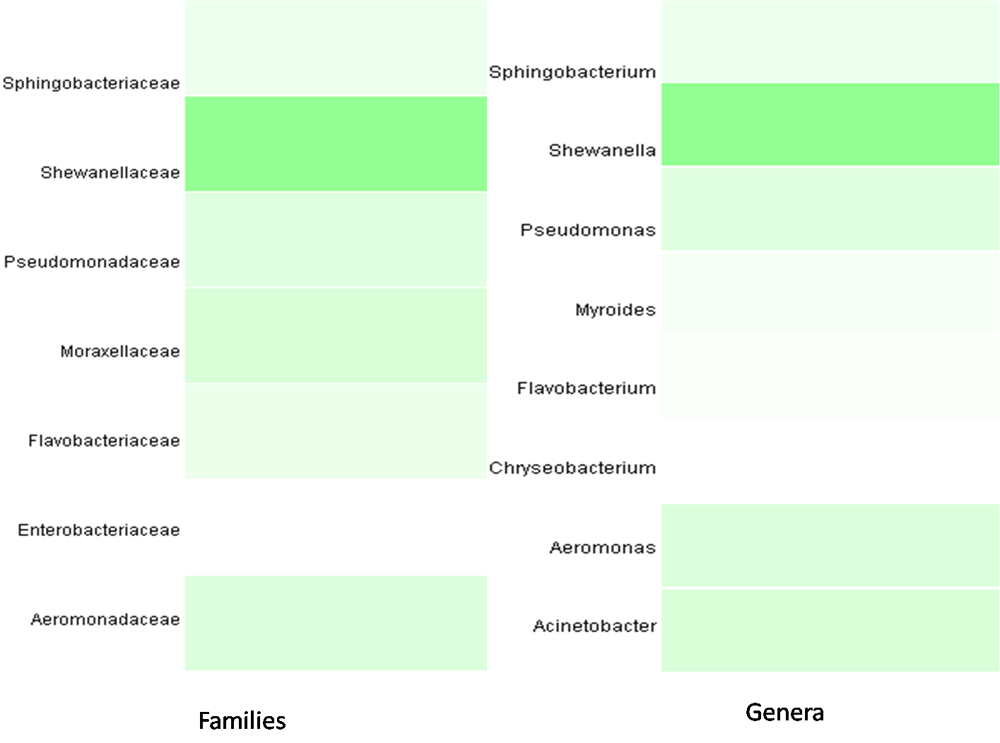 Sphingobacteriaceae
Shewanellaceae
Pseudomonadaceae
Moraxellaceae
Flavobacteriaceae
Enterobacteriaceae
Aeromonadaceae
Families
Sphingobacterium
Shewanella
Pseudomonas
Myroides
Flavobacterium
Chryseobacterium
Aeromonas
Acinetobacter
Genera